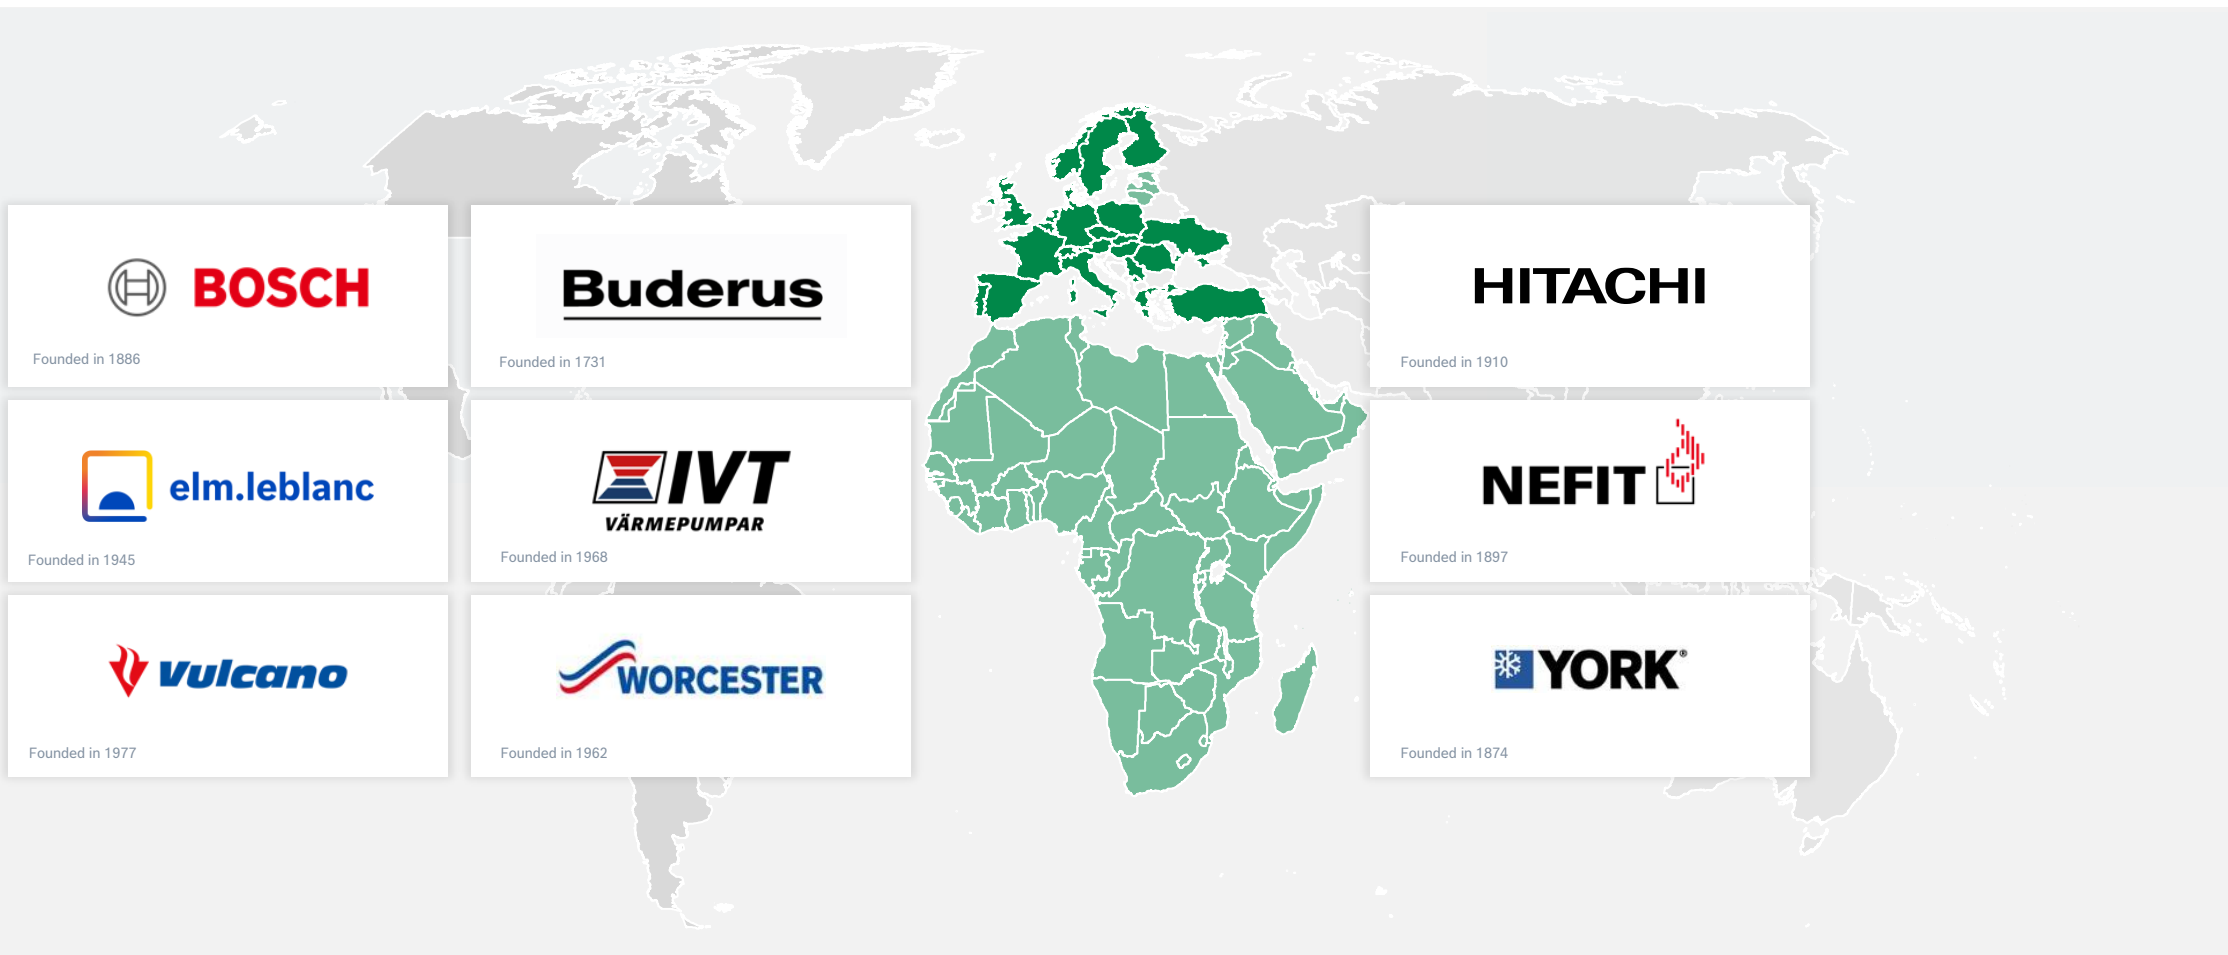 BOSCH
Founded in 1886
Buderus
Founded in 1731
HITACHI
Founded in 1910
elm.leblanc
Founded in 1945
IVT
VÄRMEPUMPAR
Founded in 1968
NEFIT
Founded in 1897
Vulcano
Founded in 1977
WORCESTER
Founded in 1962
YORK®
Founded in 1874